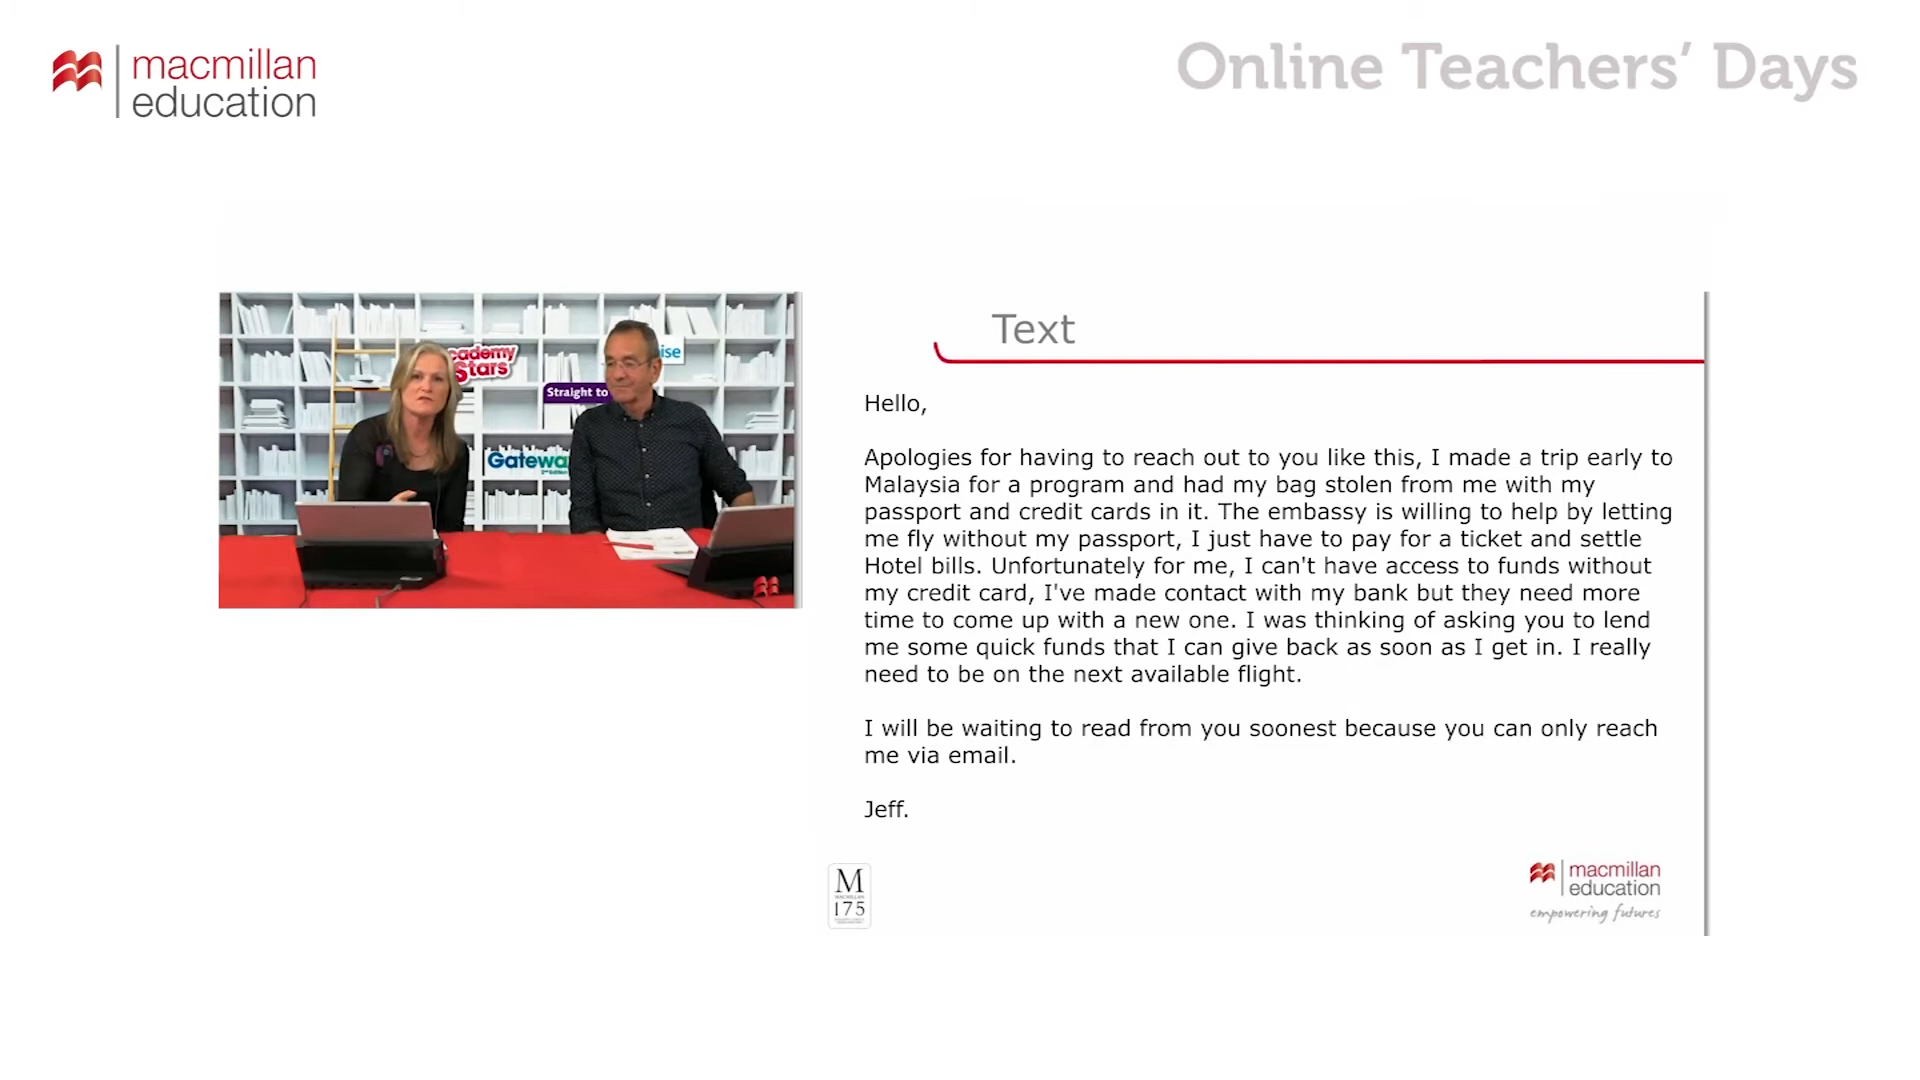 macmillan
education
Online Teachers’ Days
cademy
Stars
ise
Straight to
Gatewa
2nd Edition
Text
Hello,
Apologies for having to reach out to you like this, I made a trip early to
Malaysia for a program and had my bag stolen from me with my
passport and credit cards in it. The embassy is willing to help by letting
me fly without my passport, I just have to pay for a ticket and settle
Hotel bills. Unfortunately for me, I can't have access to funds without
my credit card, I've made contact with my bank but they need more
time to come up with a new one. I was thinking of asking you to lend
me some quick funds that I can give back as soon as I get in. I really
need to be on the next available flight.
I will be waiting to read from you soonest because you can only reach
me via email.
Jeff.
M
MACMILLAN
175
macmillan
education
empowering futures